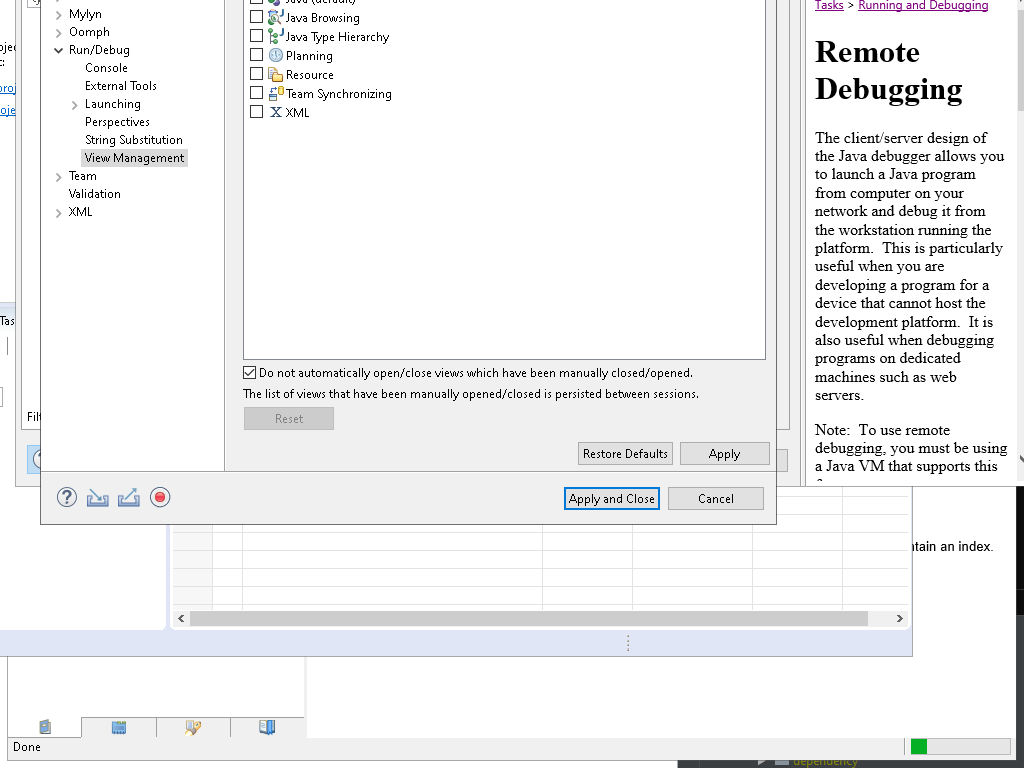 Mylyn
Oomph
Run/Debug
Console
External Tools
Launching
Perspectives
String Substitution
View Management
Team
Validation
XML
Java (default)
Java Browsing
Java Type Hierarchy
Planning
Resource
Team Synchronizing
XML
Do not automatically open/close views which have been manually closed/opened.
The list of views that have been manually opened/closed is persisted between sessions.
Reset
Restore Defaults
Apply
Apply and Close
Cancel
Tasks > Running and Debugging
Remote
Debugging
The client/server design of
the Java debugger allows you
to launch a Java program
from computer on your
network and debug it from
the workstation running the
platform.  This is particularly
useful when you are
developing a program for a
device that cannot host the
development platform.  It is
also useful when debugging
programs on dedicated
machines such as web
servers.
Note:  To use remote
debugging, you must be using
a Java VM that supports this
ntain an index.
Done
dependency